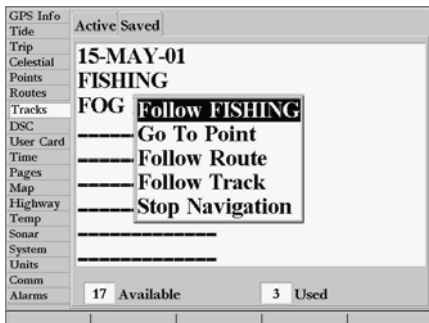 GPS Info
Tide
Trip
Celestial
Points
Routes
Tracks
DSC
User Card
Time
Pages
Map
Highway
Temp
Sonar
System
Units
Comm
Alarms
Active Saved
15-MAY-01
FISHING
FOG
Follow FISHING
Go To Point
Follow Route
Follow Track
Stop Navigation
17 Available 3 Used